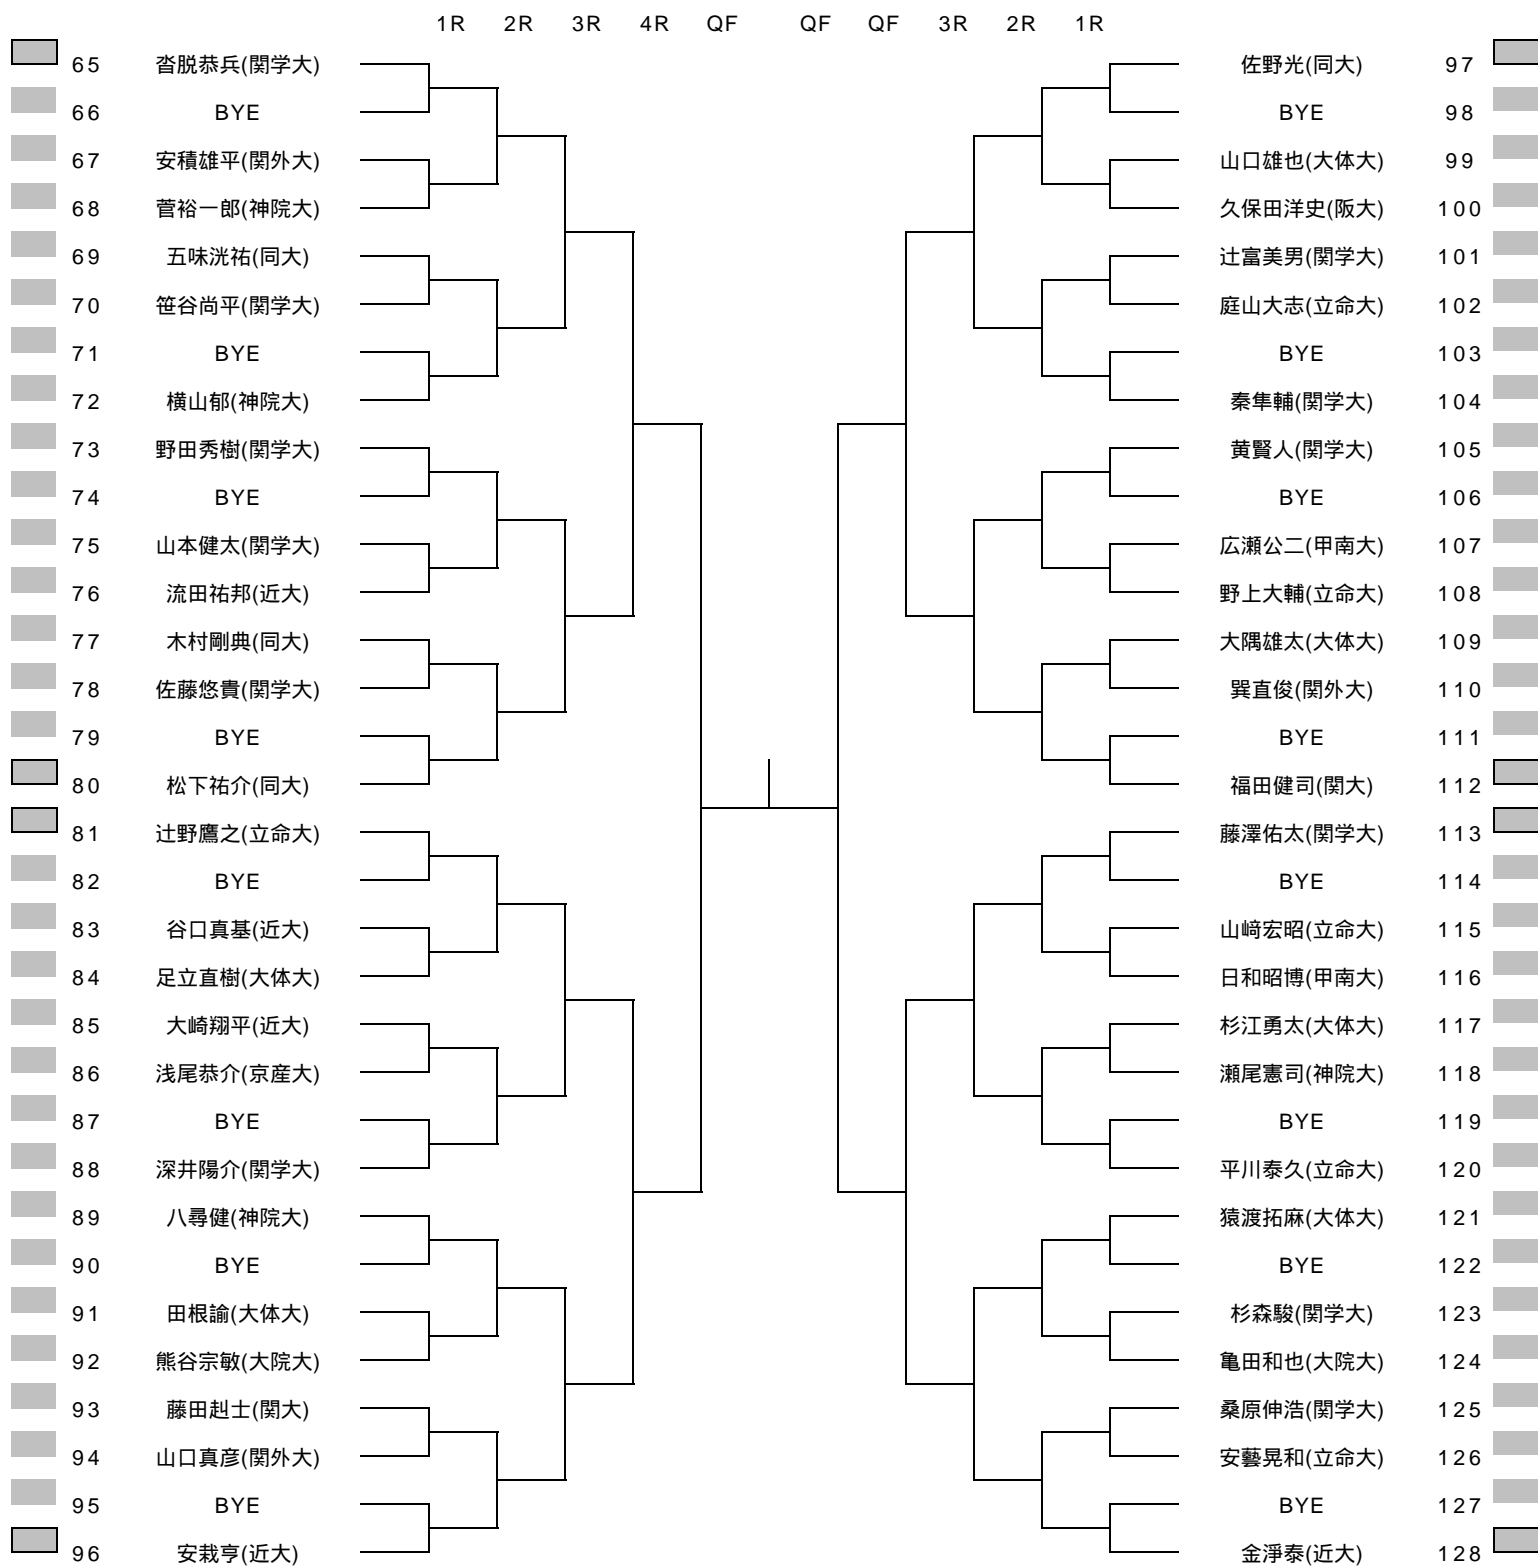 1R 2R 3R 4R QF QF QF 3R 2R 1R
65 沓脱恭兵(関学大) 佐野光(同大) 97
66 BYE BYE 98
67 安積雄平(関外大) 山口雄也(大体大) 99
68 菅裕一郎(神院大) 久保田洋史(阪大) 100
69 五味洸祐(同大) 辻富美男(関学大) 101
70 笹谷尚平(関学大) 庭山大志(立命大) 102
71 BYE BYE 103
72 横山郁(神院大) 秦隼輔(関学大) 104
73 野田秀樹(関学大) 黄賢人(関学大) 105
74 BYE BYE 106
75 山本健太(関学大) 広瀬公二(甲南大) 107
76 流田祐邦(近大) 野上大輔(立命大) 108
77 木村剛典(同大) 大隅雄太(大体大) 109
78 佐藤悠貴(関学大) 巽直俊(関外大) 110
79 BYE BYE 111
80 松下祐介(同大) 福田健司(関大) 112
81 辻野鷹之(立命大) 藤澤佑太(関学大) 113
82 BYE BYE 114
83 谷口真基(近大) 山﨑宏昭(立命大) 115
84 足立直樹(大体大) 日和昭博(甲南大) 116
85 大崎翔平(近大) 杉江勇太(大体大) 117
86 浅尾恭介(京産大) 瀬尾憲司(神院大) 118
87 BYE BYE 119
88 深井陽介(関学大) 平川泰久(立命大) 120
89 八尋健(神院大) 猿渡拓麻(大体大) 121
90 BYE BYE 122
91 田根諭(大体大) 杉森駿(関学大) 123
92 熊谷宗敏(大院大) 亀田和也(大院大) 124
93 藤田赳士(関大) 桑原伸浩(関学大) 125
94 山口真彦(関外大) 安藝晃和(立命大) 126
95 BYE BYE 127
96 安栽亨(近大) 金淨泰(近大) 128